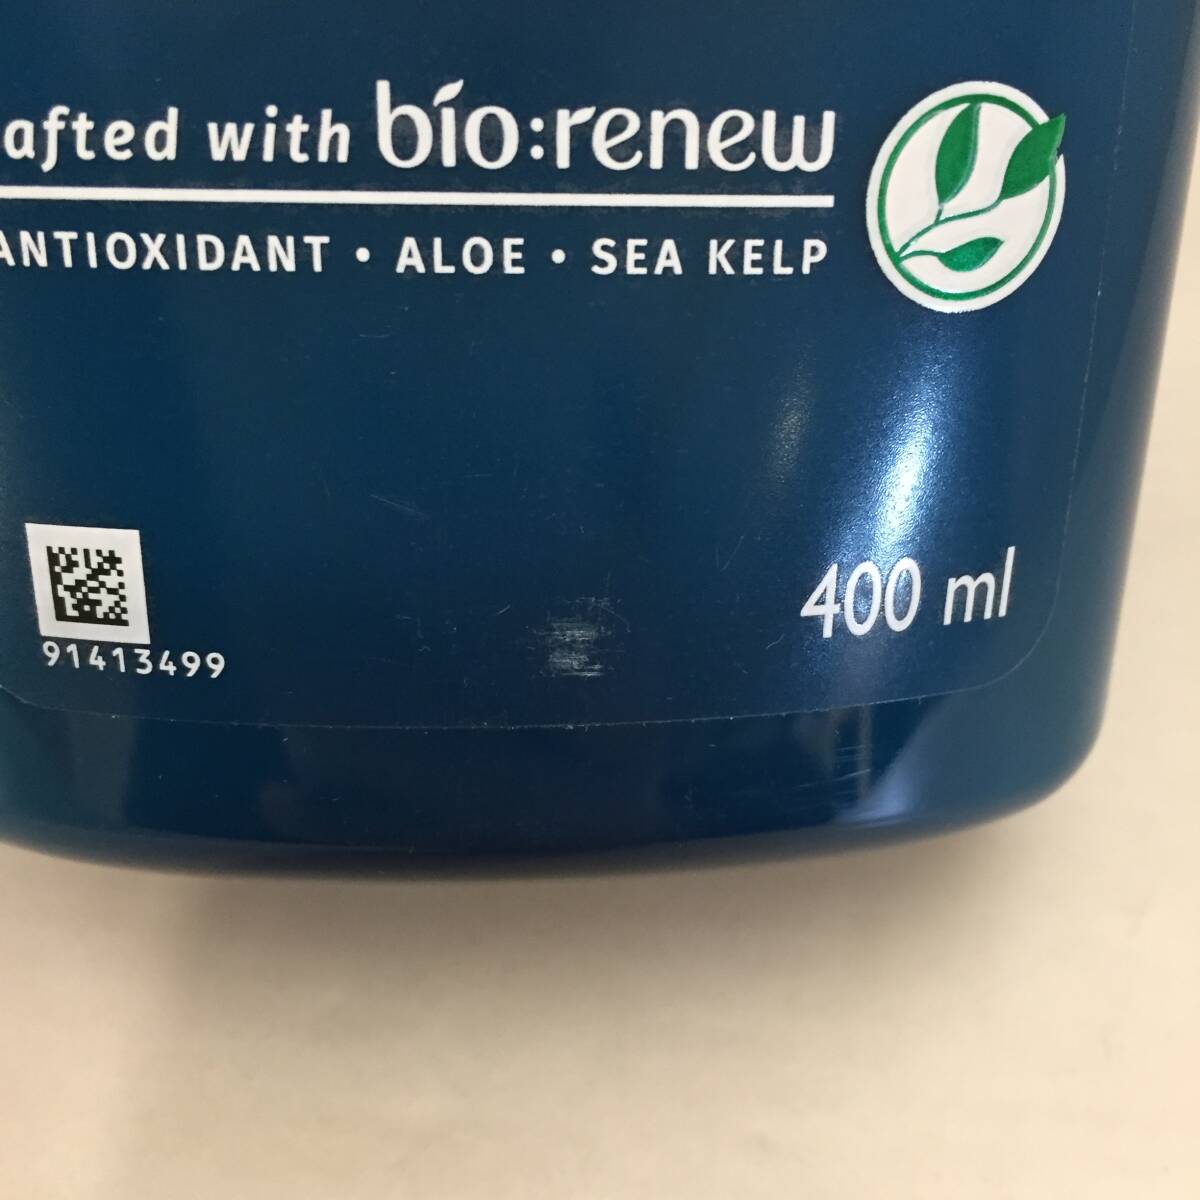 afted with bio:renew
ANTIOXIDANT • ALOE • SEA KELP
400 ml
91413499